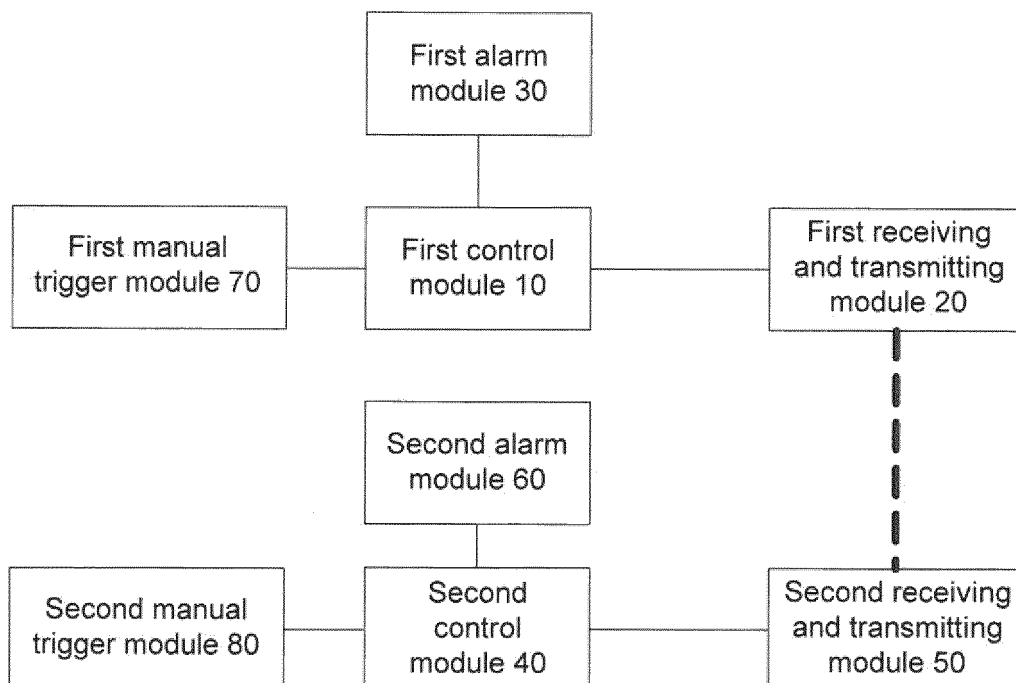 First alarm
module 30
First manual
trigger module 70
First control
module 10
First receiving
and transmitting
module 20
Second alarm
module 60
Second manual
trigger module 80
Second
control
module 40
Second receiving
and transmitting
module 50